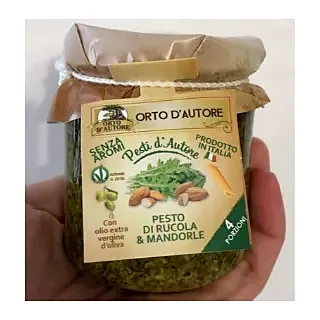 ORTO
D'AUTORE
ORTO D'AUTORE
SENZA
AROMI
Pesti d'Autore
PRODOTTO
IN ITALIA
Con
olio extra
vergine
d'oliva
PESTO
DI RUCOLA
& MANDORLE
4
PORZIONI